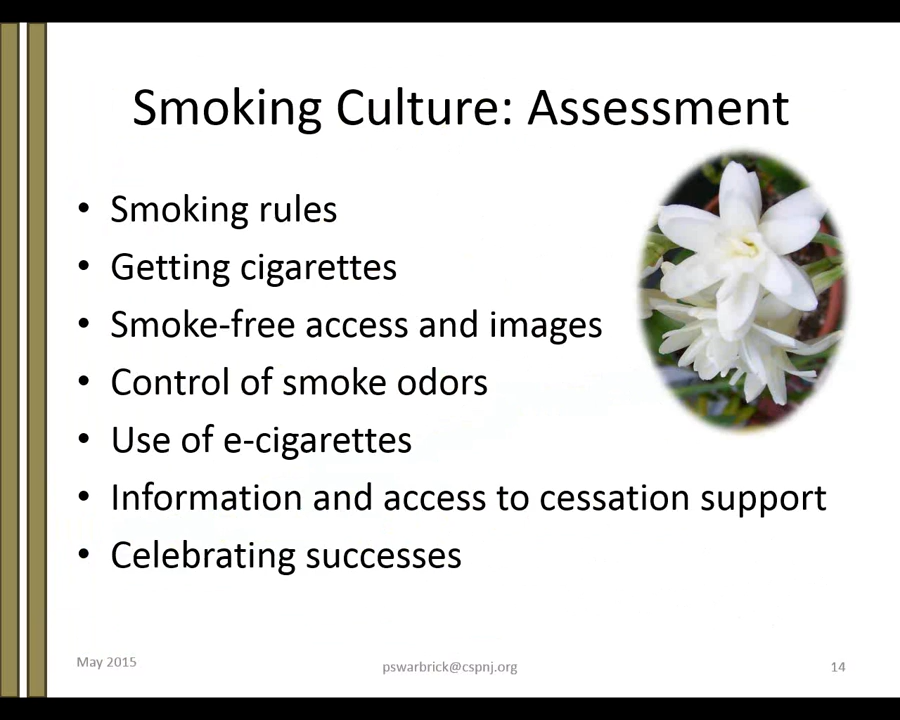 Smoking Culture: Assessment
• Smoking rules
• Getting cigarettes
• Smoke-free access and images
• Control of smoke odors
• Use of e-cigarettes
• Information and access to cessation support
• Celebrating successes
May 2015
pswarbrick@cspnj.org
14